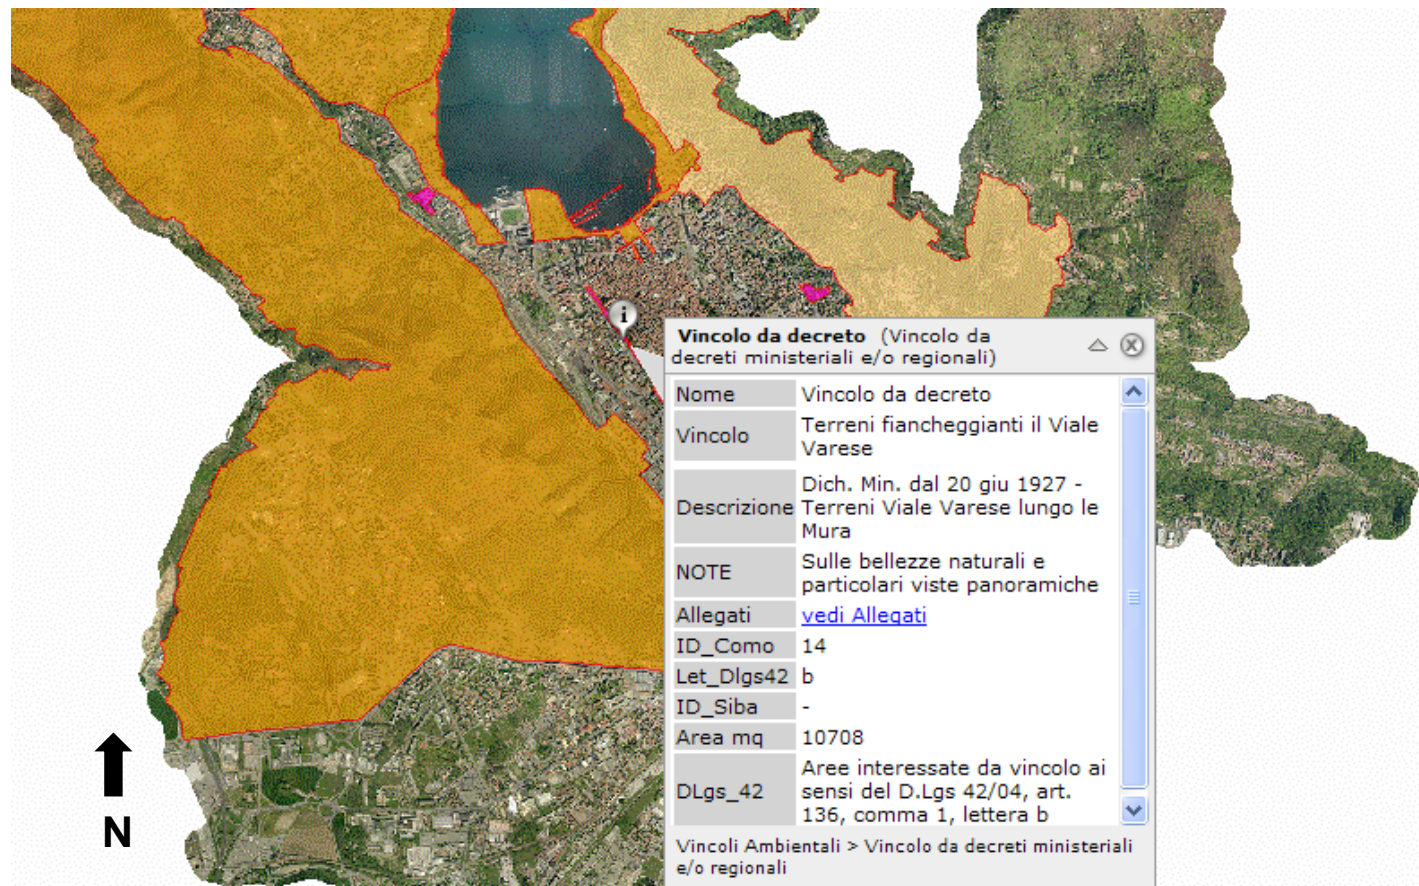 i
Vincolo da decreto (Vincolo da
decreti ministeriali e/o regionali)
Nome Vincolo da decreto
Vincolo Terreni fiancheggianti il Viale
Varese
Descrizione Dich. Min. dal 20 giu 1927 -
Terreni Viale Varese lungo le
Mura
NOTE Sulle bellezze naturali e
particolari viste panoramiche
Allegati vedi Allegati
ID_Como 14
Let_Dlgs42 b
ID_Siba -
Area mq 10708
DLgs_42 Aree interessate da vincolo ai
sensi del D.Lgs 42/04, art.
136, comma 1, lettera b
Vincoli Ambientali > Vincolo da decreti ministeriali
e/o regionali
N